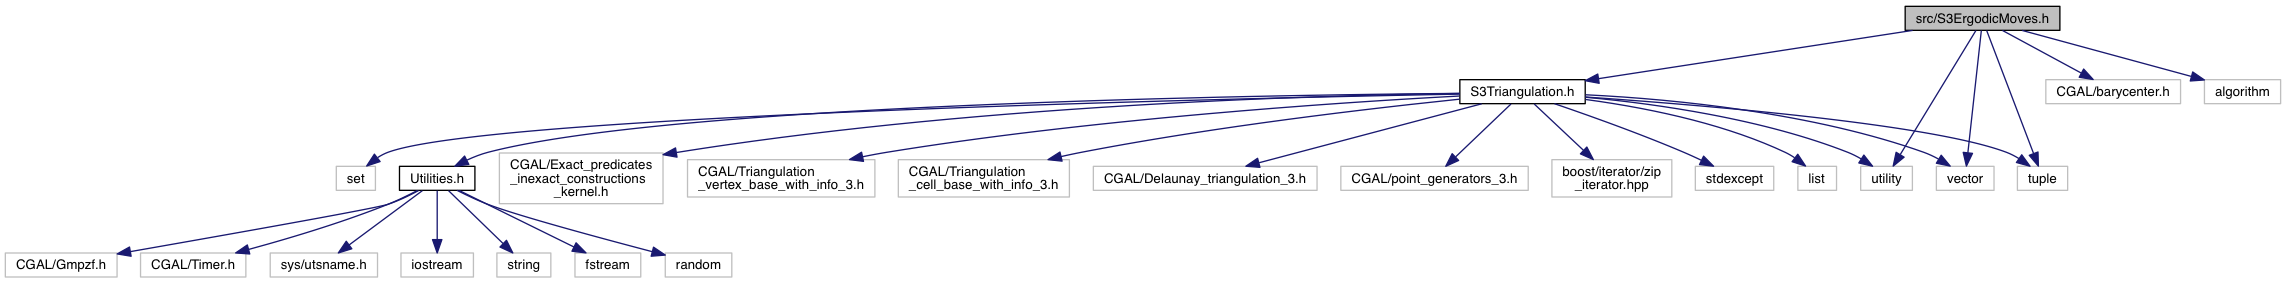 src/S3ErgodicMoves.h
S3Triangulation.h
CGAL/barycenter.h
algorithm
set
Utilities.h
CGAL/Exact_predicates
_inexact_constructions
_kernel.h
CGAL/Triangulation
_vertex_base_with_info_3.h
CGAL/Triangulation
_cell_base_with_info_3.h
CGAL/Delaunay_triangulation_3.h
CGAL/point_generators_3.h
boost/iterator/zip
_iterator.hpp
stdexcept
list
utility
vector
tuple
CGAL/Gmpzf.h
CGAL/Timer.h
sys/utsname.h
iostream
string
fstream
random